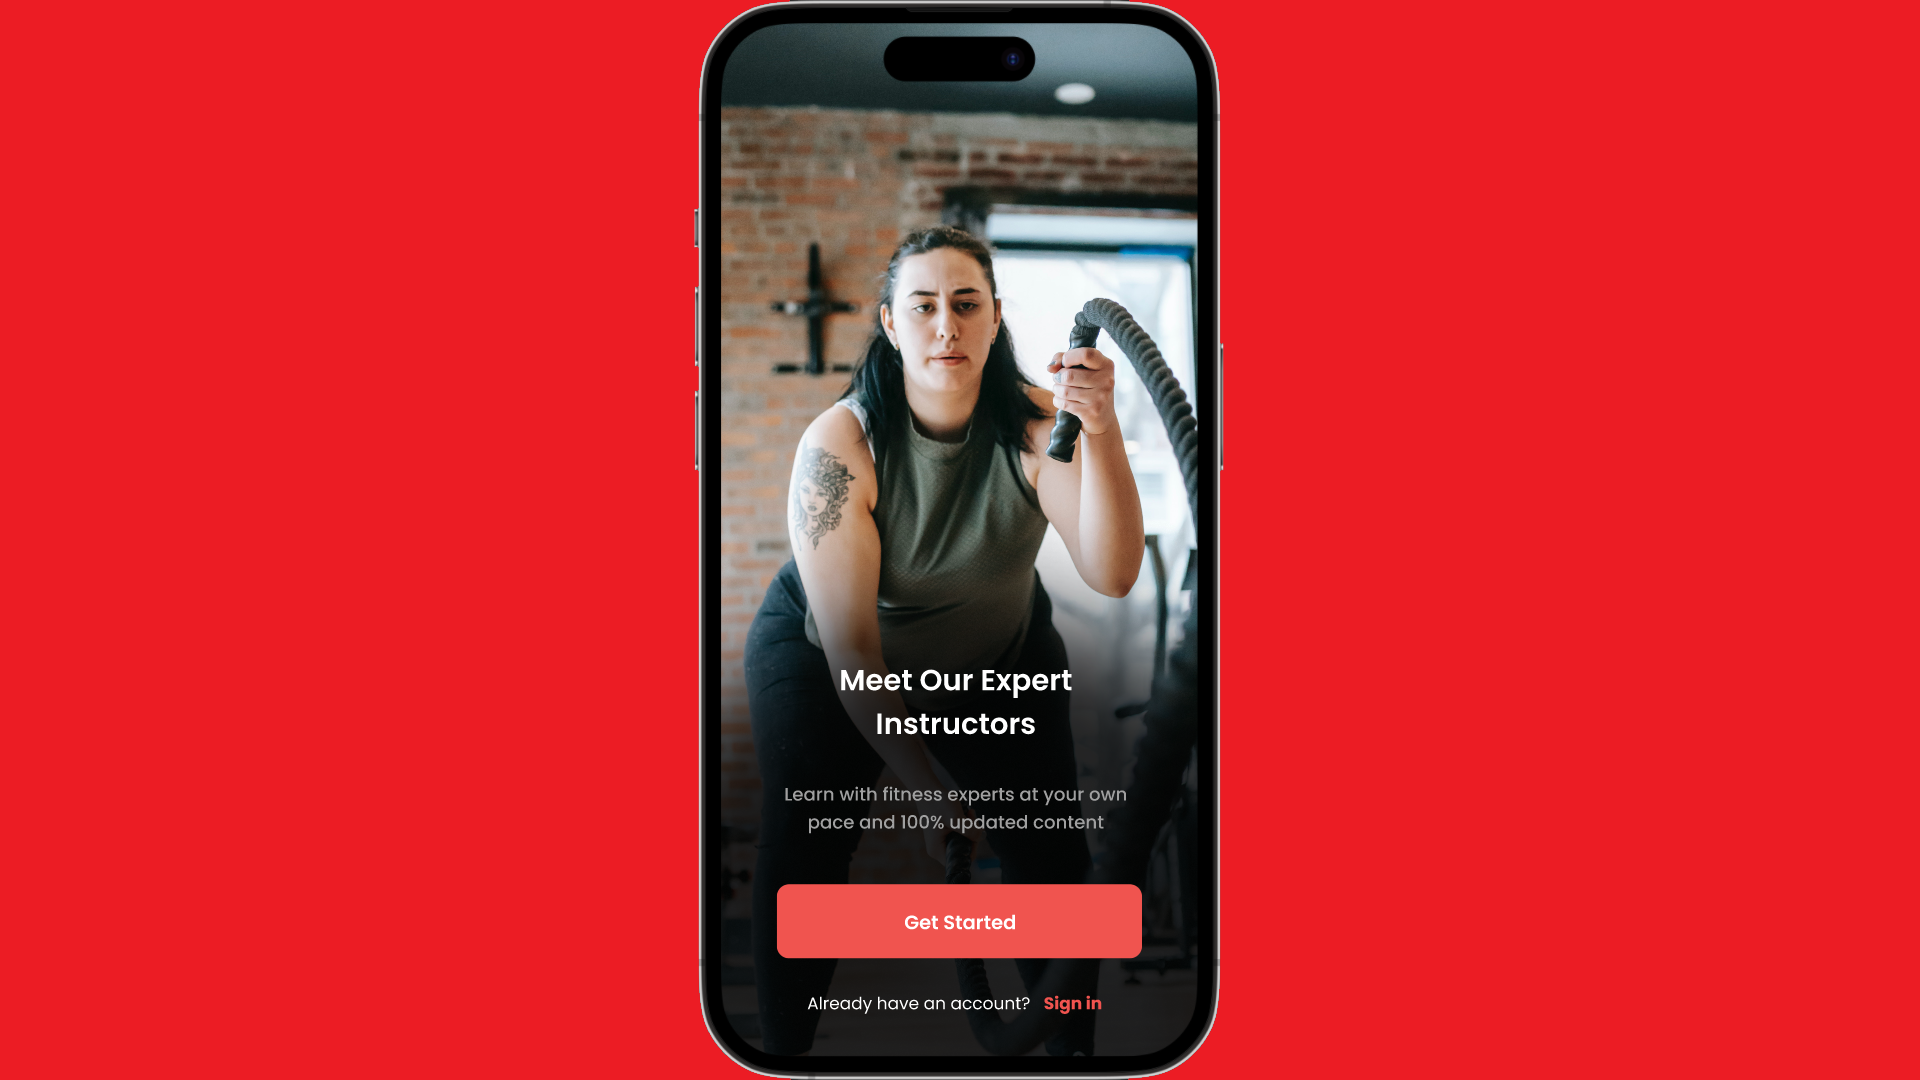 Meet Our Expert
Instructors
Learn with fitness experts at your own
pace and 100% updated content
Get Started
Already have an account? Sign in